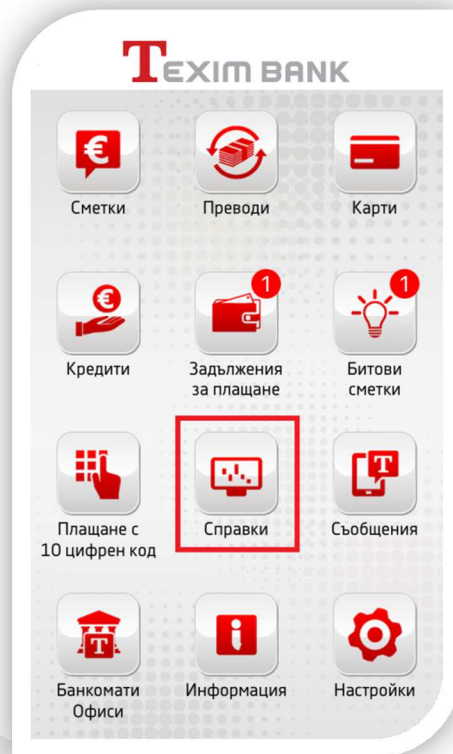 TEXIM BANK
€
Сметки
Преводи
Карти
€
Кредити
1
Задължения
за плащане
1
Битови
сметки
Плащане с
10 цифрен код
Справки
T
Съобщения
T
Банкомати
Офиси
i
Информация
Настройки